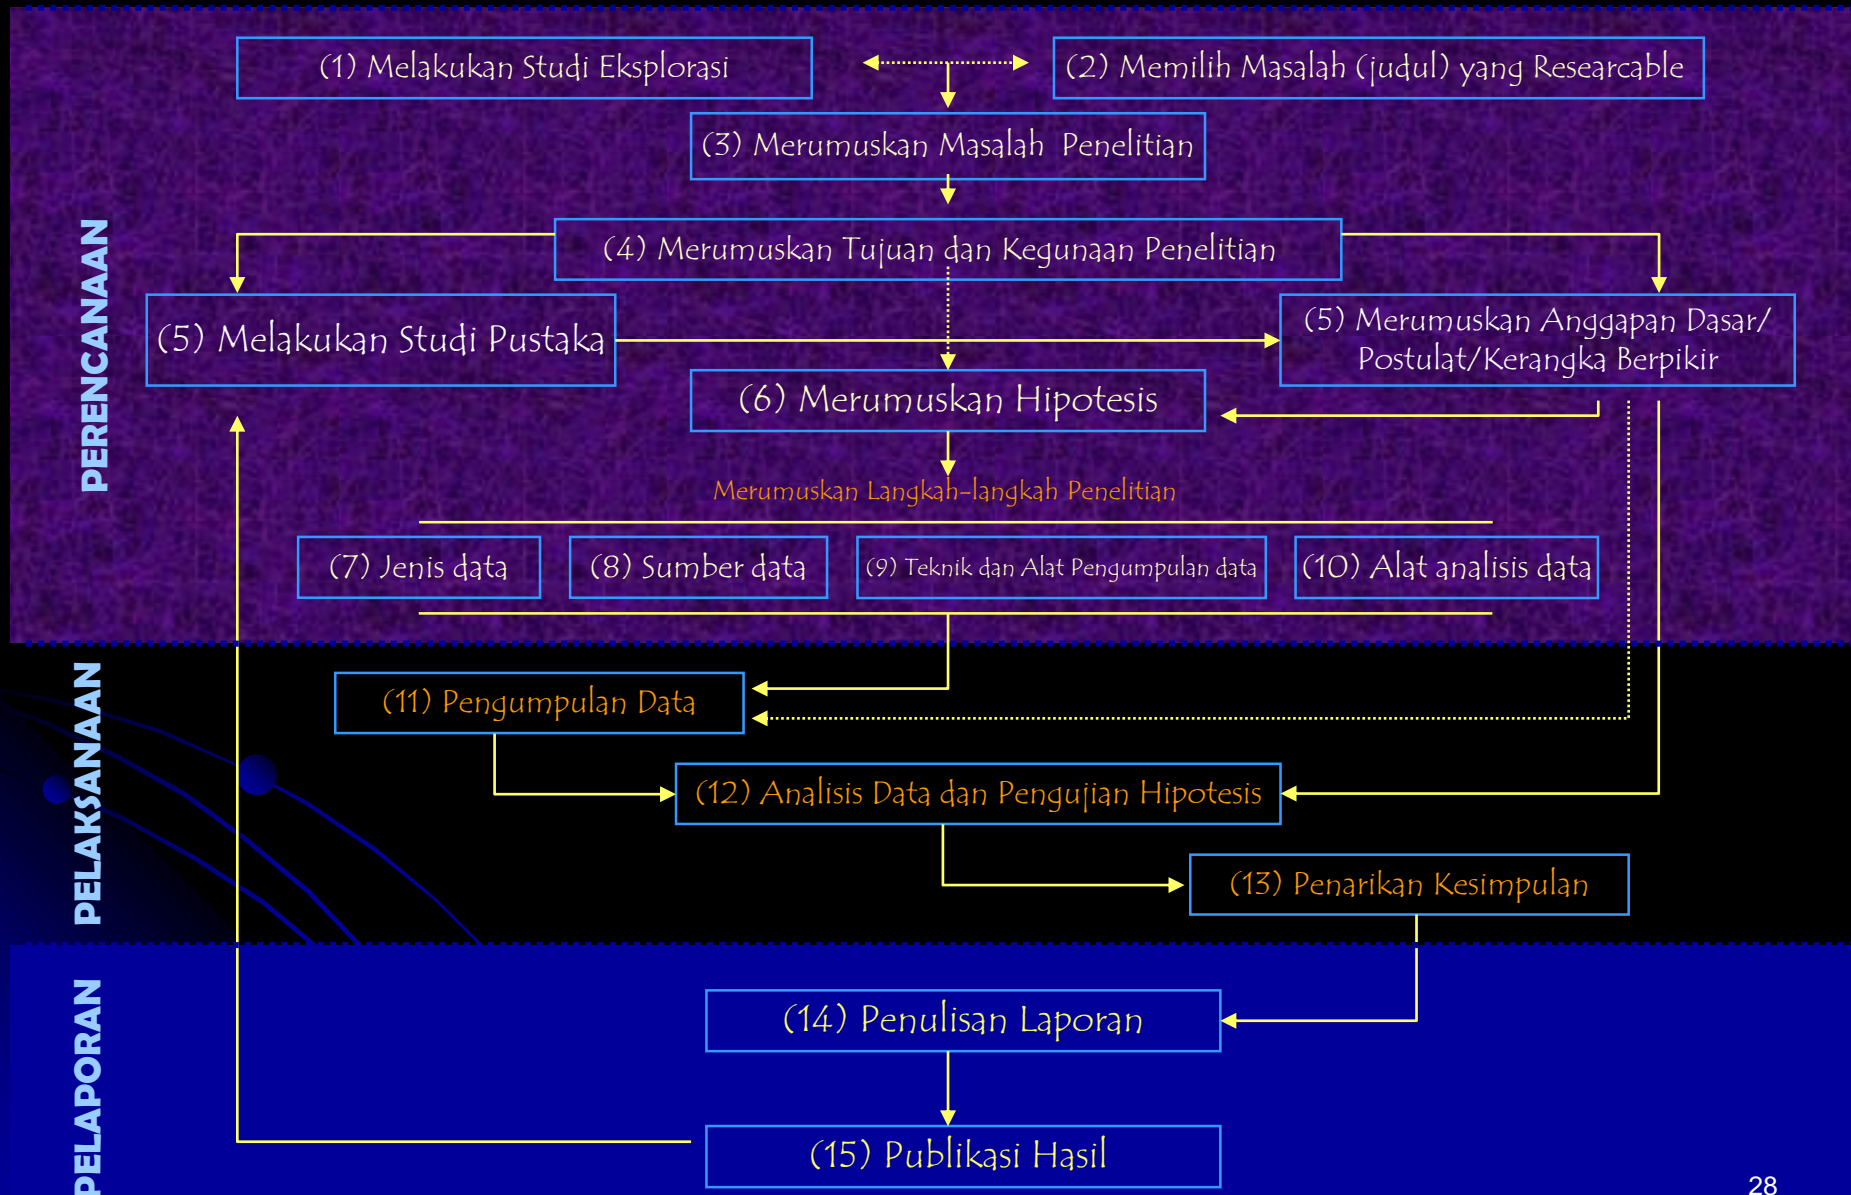 (1) Melakukan Studi Eksplorasi
(2) Memilih Masalah (judul) yang Researcable
(3) Merumuskan Masalah Penelitian
PERENCANAAN
(4) Merumuskan Tujuan dan Kegunaan Penelitian
(5) Melakukan Studi Pustaka
(5) Merumuskan Anggapan Dasar/
Postulat/Kerangka Berpikir
(6) Merumuskan Hipotesis
Merumuskan Langkah-langkah Penelitian
(7) Jenis data
(8) Sumber data
(9) Teknik dan Alat Pengumpulan data
(10) Alat analisis data
PELAKSANAAN
(11) Pengumpulan Data
(12) Analisis Data dan Pengujian Hipotesis
(13) Penarikan Kesimpulan
PELAPORAN
(14) Penulisan Laporan
(15) Publikasi Hasil
28